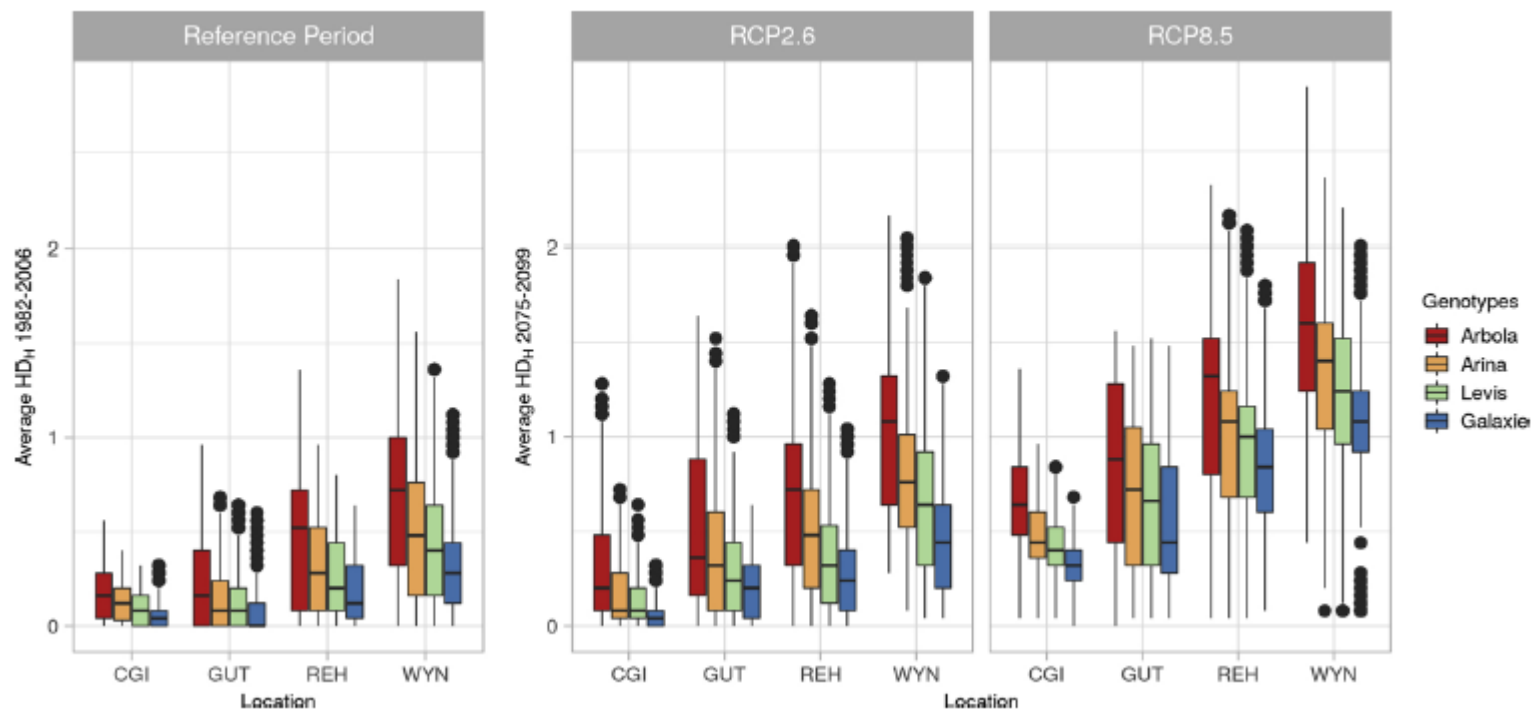 Reference Period
RCP2.6
RCP8.5
Average HDH 1982-2006
2
1
0
CGI GUT REH WYN
Location
Average HDH 2075-2099
2
1
0
CGI GUT REH WYN
CGI GUT REH WYN
Location
Genotypes
Arbola
Arina
Levis
Galaxie